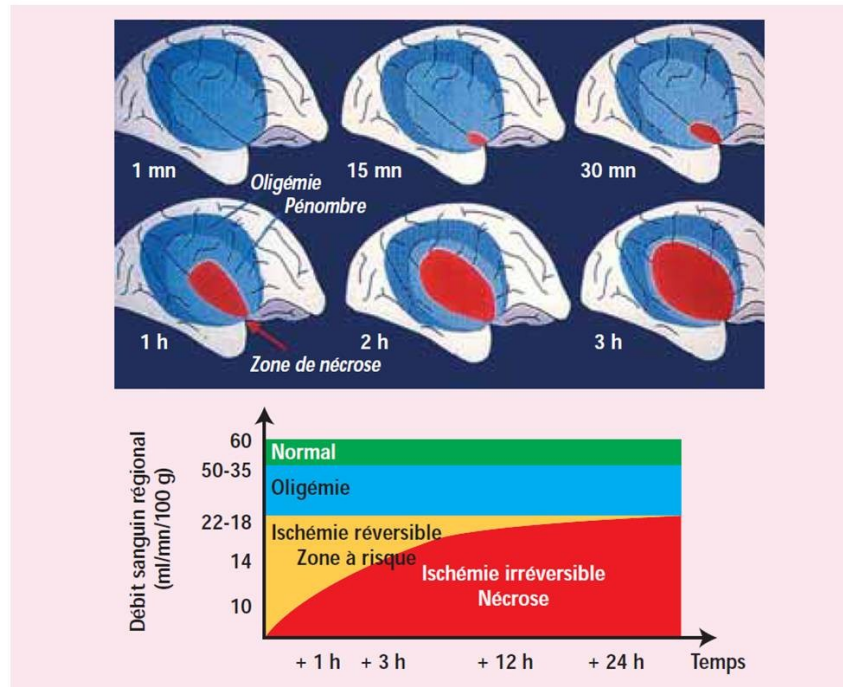 1 mn
15 mn
30 mn
Oligémie
Pénombre
1 h
2 h
3 h
Zone de nécrose
Débit sanguin régional
(ml/mn/100 g)
60
50-35
22-18
14
10
Normal
Oligémie
Ischémie réversible
Zone à risque
Ischémie irréversible
Nécrose
+ 1 h
+ 3 h
+ 12 h
+ 24 h
Temps